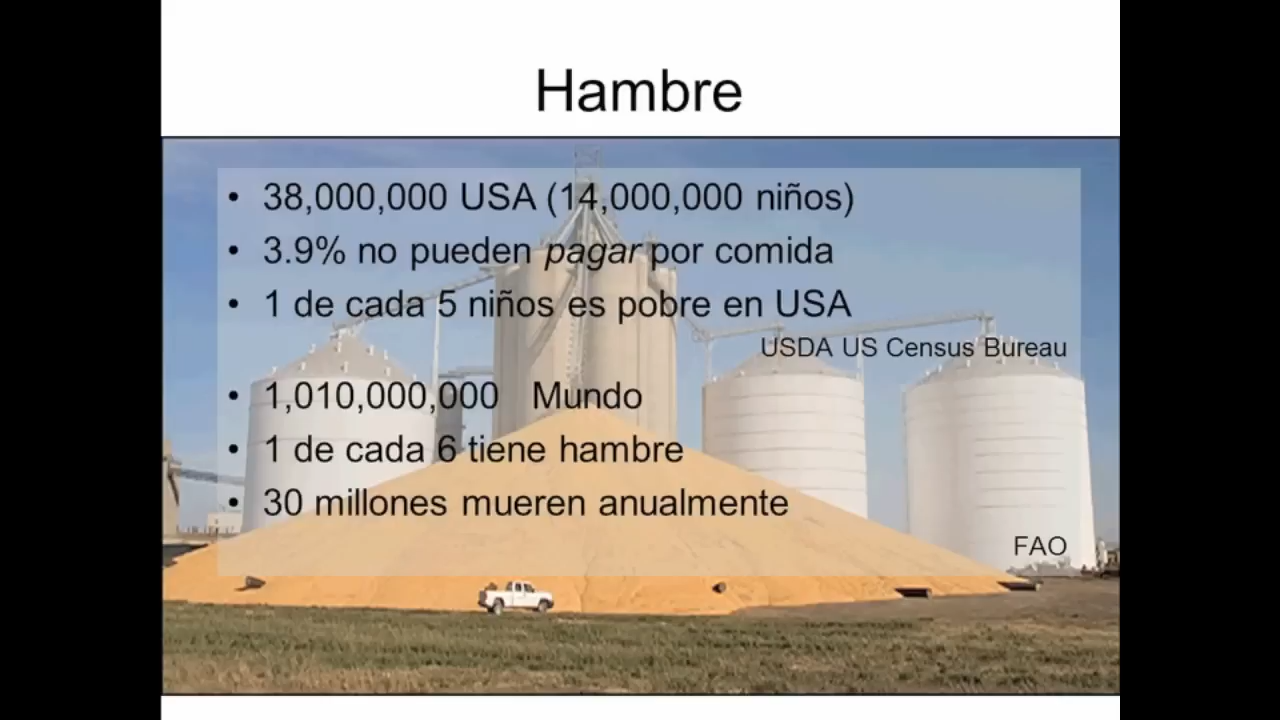 Hambre
• 38,000,000 USA (14,000,000 niños)
• 3.9% no pueden pagar por comida
• 1 de cada 5 niños es pobre en USA
USDA US Census Bureau
• 1,010,000,000 Mundo
• 1 de cada 6 tiene hambre
• 30 millones mueren anualmente
FAO